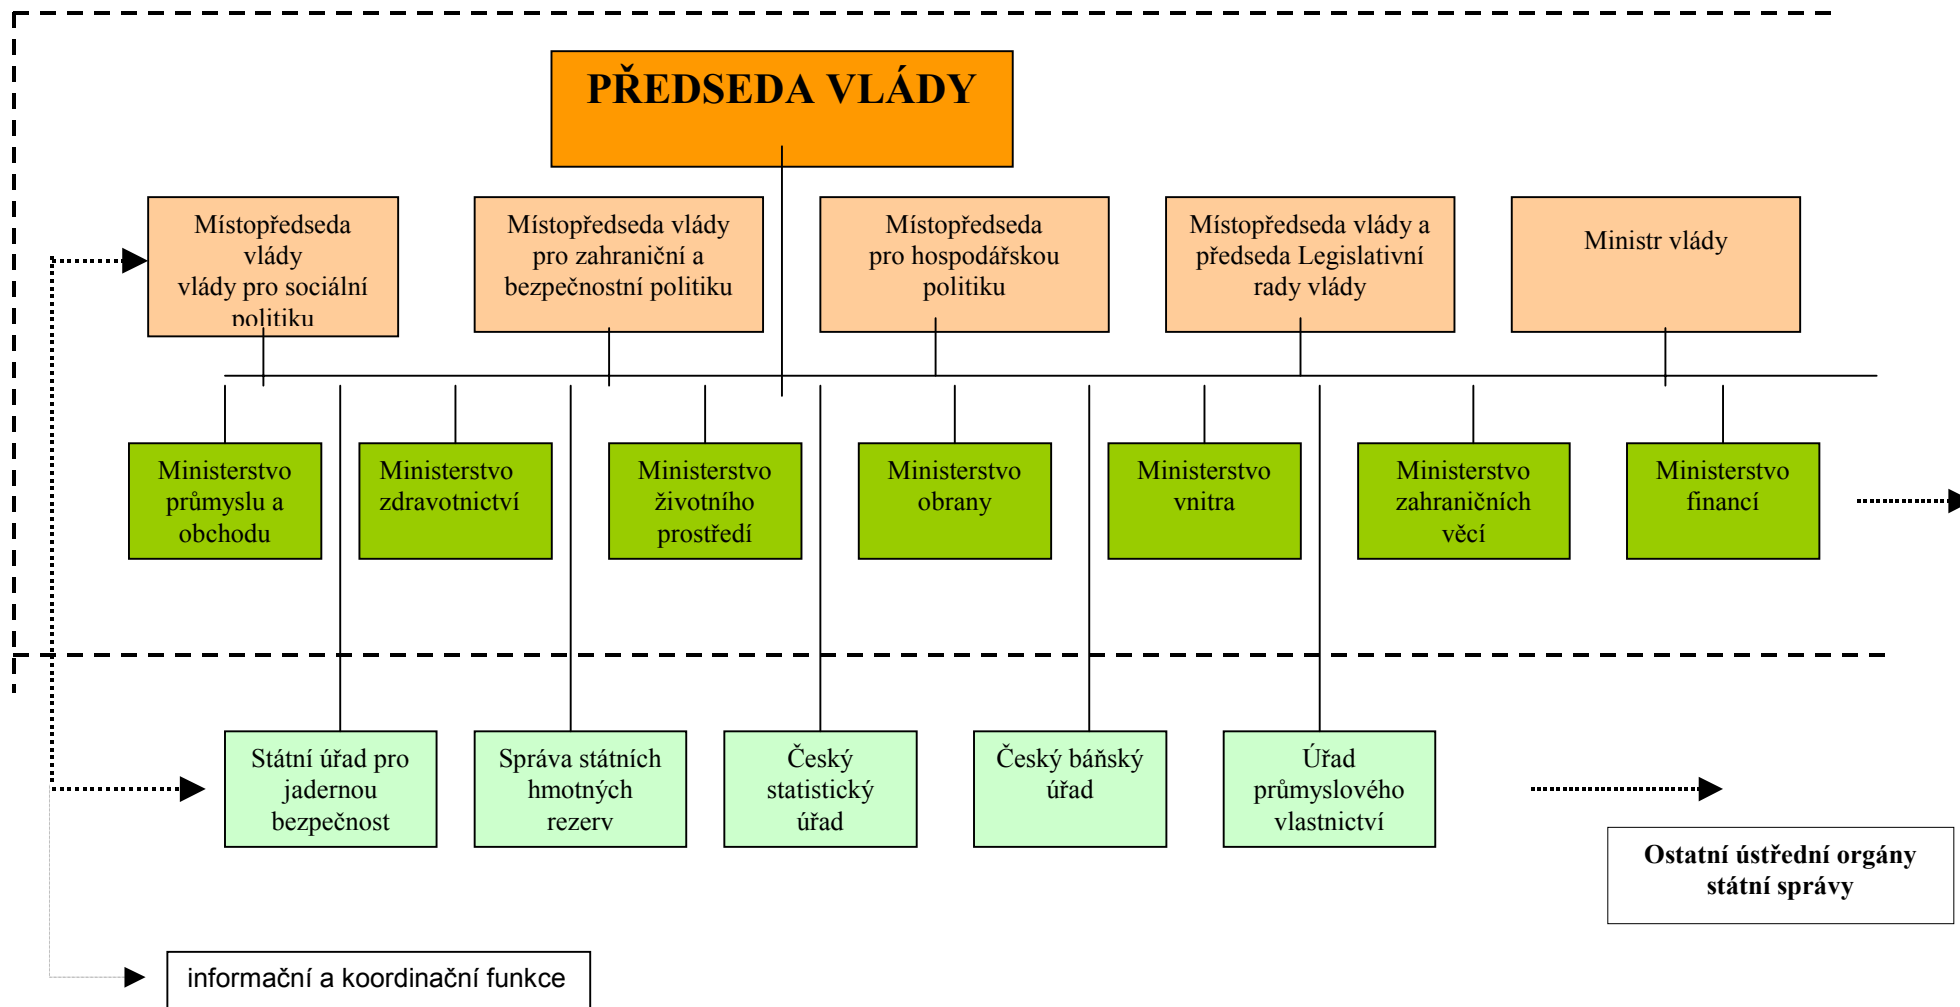 PŘEDSEDA VLÁDY
Místopředseda
vlády
vlády pro sociální
politiku
Místopředseda vlády
pro zahraniční a
bezpečnostní politiku
Místopředseda
pro hospodářskou
politiku
Místopředseda vlády a
předseda Legislativní
rady vlády
Ministr vlády
Ministerstvo
průmyslu a
obchodu
Ministerstvo
zdravotnictví
Ministerstvo
životního
prostředí
Ministerstvo
obrany
Ministerstvo
vnitra
Ministerstvo
zahraničních
věcí
Ministerstvo
financí
Státní úřad pro
jadernou
bezpečnost
Správa státních
hmotných
rezerv
Český
statistický
úřad
Český báňský
úřad
Úřad
průmyslového
vlastnictví
Ostatní ústřední orgány
státní správy
informační a koordinační funkce